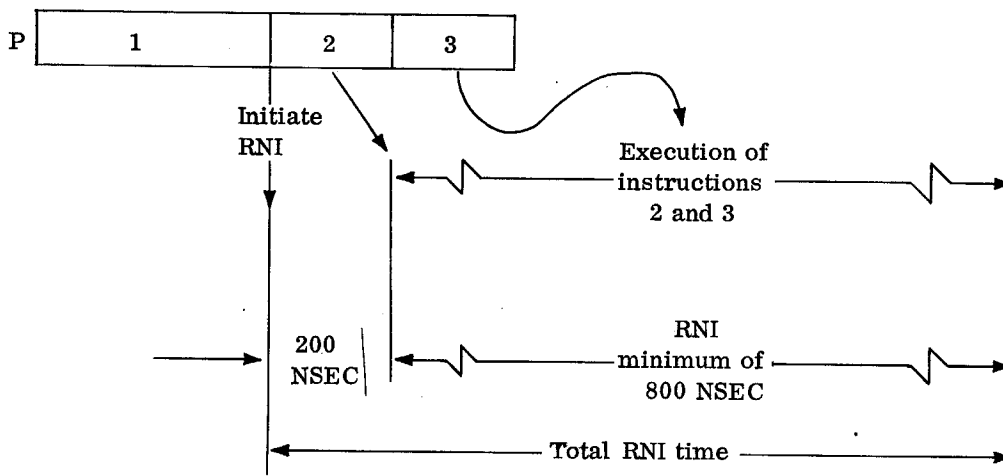 P 1 2 3
Initiate
RNI
Execution of
instructions
2 and 3
200
NSEC
RNI
minimum of
800 NSEC
Total RNI time